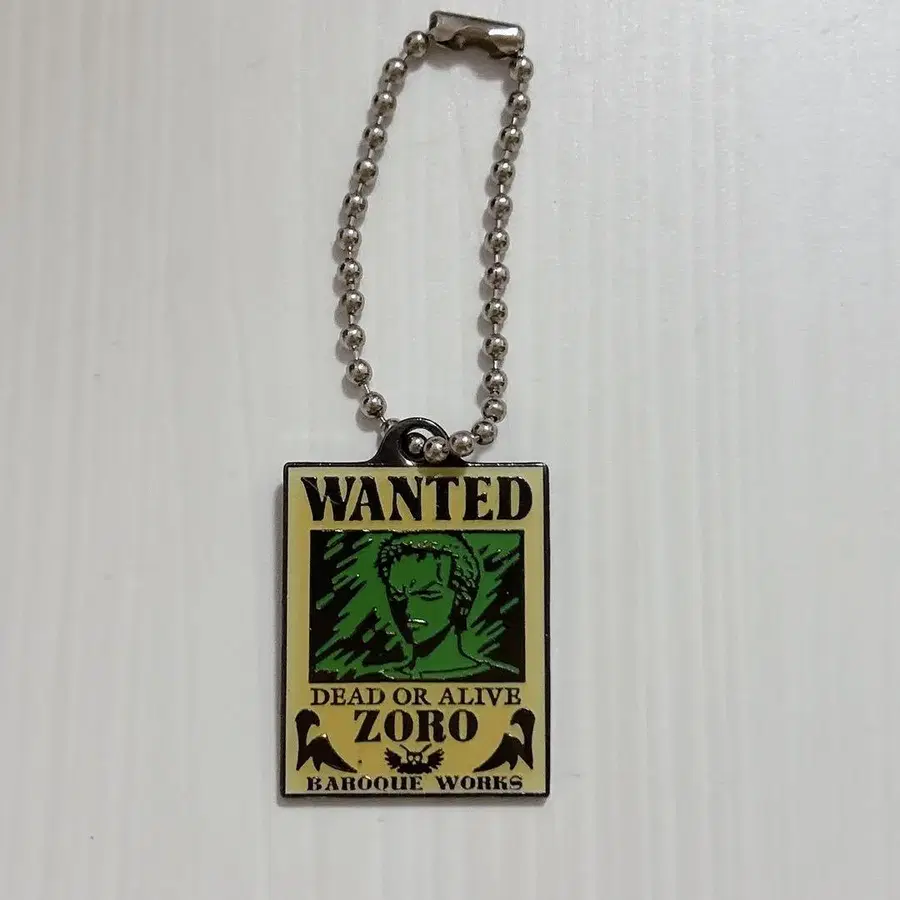 WANTED
DEAD OR ALIVE
ZORO
BAROQUE WORKS